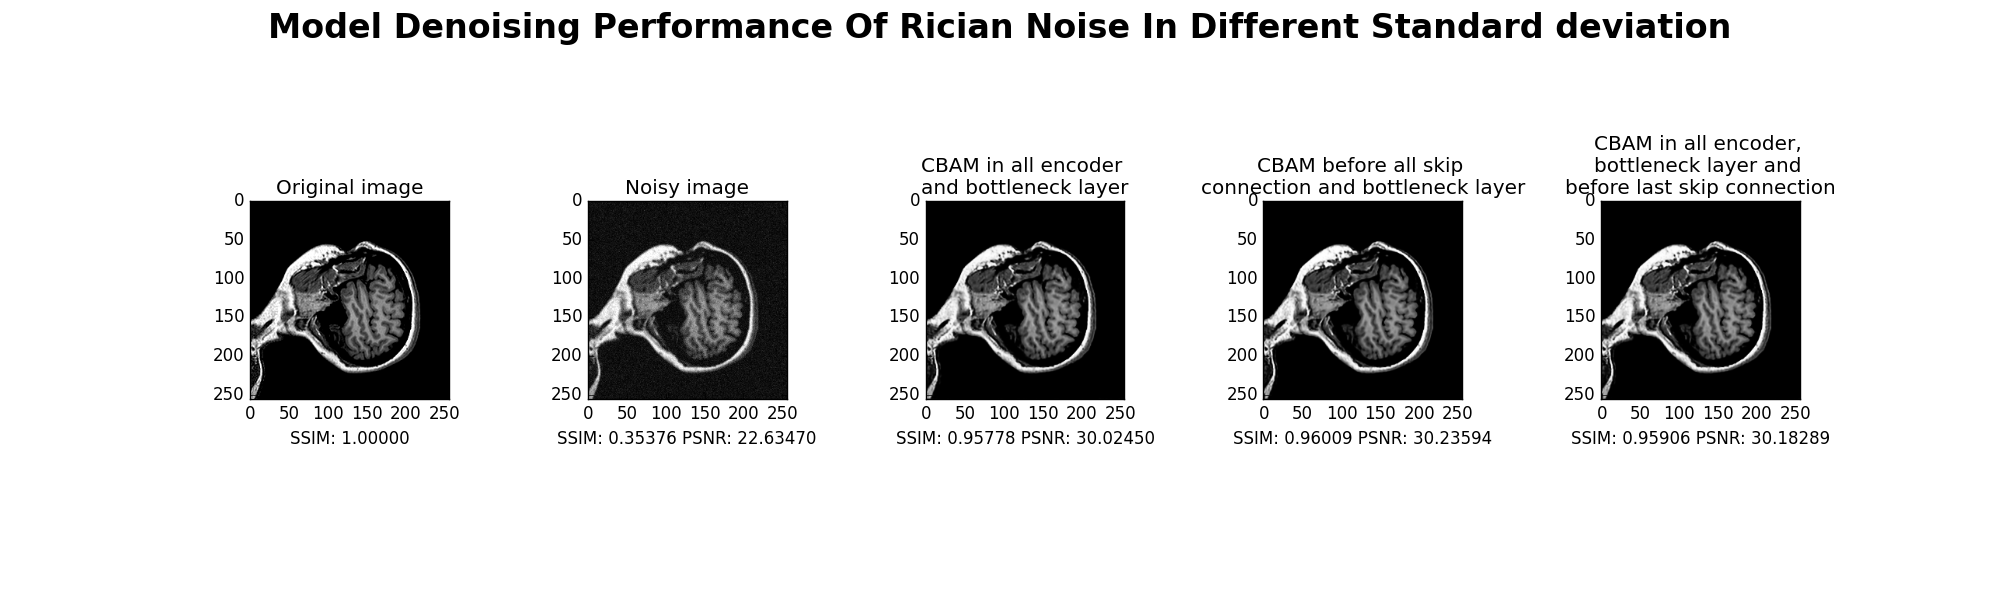 Model Denoising Performance Of Rician Noise In Different Standard deviation
Original image
0
50
100
150
200
250
0 50 100 150 200 250
SSIM: 1.00000
Noisy image
0
50
100
150
200
250
0 50 100 150 200 250
SSIM: 0.35376 PSNR: 22.63470
CBAM in all encoder
and bottleneck layer
0
50
100
150
200
250
0 50 100 150 200 250
SSIM: 0.95778 PSNR: 30.02450
CBAM before all skip
connection and bottleneck layer
0
50
100
150
200
250
0 50 100 150 200 250
SSIM: 0.96009 PSNR: 30.23594
CBAM in all encoder,
bottleneck layer and
before last skip connection
0
50
100
150
200
250
0 50 100 150 200 250
SSIM: 0.95906 PSNR: 30.18289